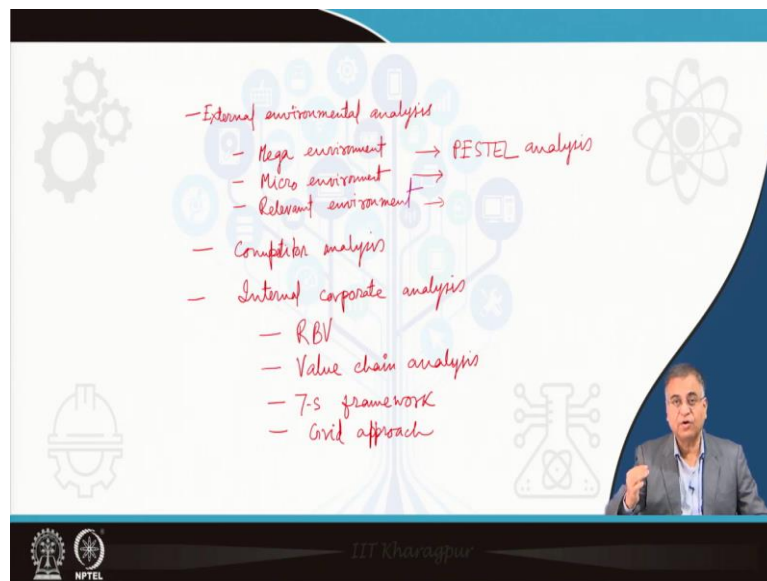 - External environmental analysis
- Mega environment → PESTEL analysis
- Micro environment →
- Relevant environment →
- Competitor analysis
- Internal corporate analysis
- RBV
- Value chain analysis
- 7-S framework
- approach
IIT Kharagpur
NPTEL